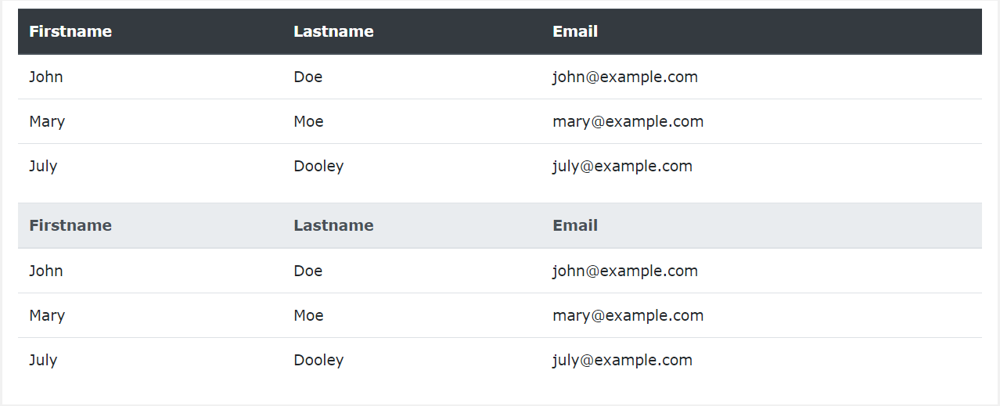 Firstname Lastname Email
John Doe john@example.com
Mary Moe mary@example.com
July Dooley july@example.com
Firstname Lastname Email
John Doe john@example.com
Mary Moe mary@example.com
July Dooley july@example.com